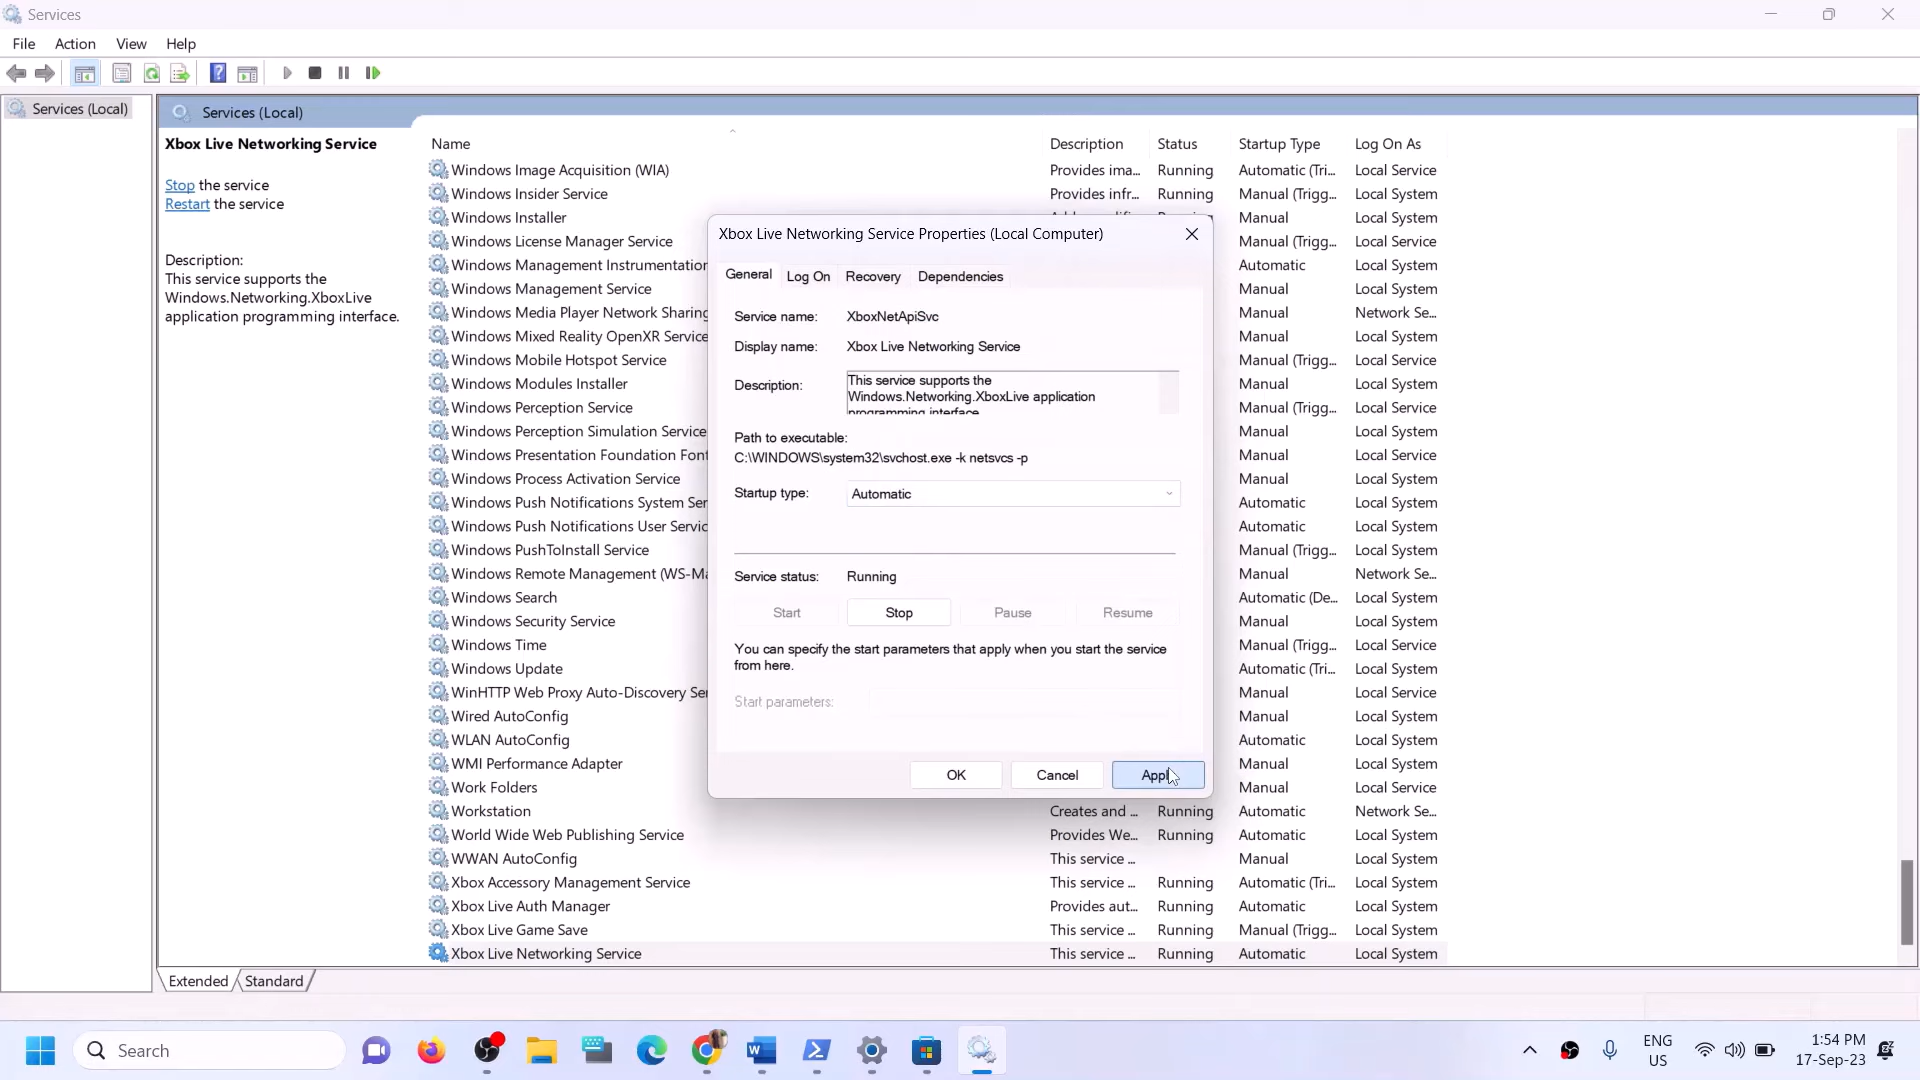 Services
File Action View Help
Services (Local)
Services (Local)
Xbox Live Networking Service
Stop the service
Restart the service
Description:
This service supports the
Windows.Networking.XboxLive
application programming interface.
Name Description Status Startup Type Log On As
Windows Image Acquisition (WIA) Provides ima... Running Automatic (Tri... Local Service
Windows Insider Service Provides infr... Running Manual (Trigg... Local System
Windows Installer Manual Local System
Windows License Manager Service Manual (Trigg... Local Service
Windows Management Instrumentation Automatic Local System
Windows Management Service Manual Local System
Windows Media Player Network Sharing Manual Network Se...
Windows Mixed Reality OpenXR Service Manual Local System
Windows Mobile Hotspot Service Manual (Trigg... Local Service
Windows Modules Installer Manual Local System
Windows Perception Service Manual (Trigg... Local Service
Windows Perception Simulation Service Manual Local System
Windows Presentation Foundation Font Manual Local Service
Windows Process Activation Service Manual Local System
Windows Push Notifications System Ser Automatic Local System
Windows Push Notifications User Servic Automatic Local System
Windows PushToInstall Service Manual (Trigg... Local System
Windows Remote Management (WS-Ma Manual Network Se...
Windows Search Automatic (De... Local System
Windows Security Service Manual Local System
Windows Time Manual (Trigg... Local Service
Windows Update Automatic (Tri... Local System
WinHTTP Web Proxy Auto-Discovery Ser Manual Local Service
Wired AutoConfig Manual Local System
WLAN AutoConfig Automatic Local System
WMI Performance Adapter Manual Local System
Work Folders Manual Local Service
Workstation Creates and ... Running Automatic Network Se...
World Wide Web Publishing Service Provides We... Running Automatic Local System
WWAN AutoConfig This service ... Manual Local System
Xbox Accessory Management Service This service ... Running Automatic (Tri... Local System
Xbox Live Auth Manager Provides aut... Running Automatic Local System
Xbox Live Game Save This service ... Running Manual (Trigg... Local System
Xbox Live Networking Service This service ... Running Automatic Local System
Xbox Live Networking Service Properties (Local Computer)
General Log On Recovery Dependencies
Service name: XboxNetApiSvc
Display name: Xbox Live Networking Service
Description: This service supports the
Windows.Networking.XboxLive application
programming interface
Path to executable:
C:\WINDOWS\system32\svchost.exe -k netsvcs -p
Startup type: Automatic
Service status: Running
Start Stop Pause Resume
You can specify the start parameters that apply when you start the service
from here.
Start parameters:
OK Cancel Apply
Extended Standard
Search
ENG
US
1:54 PM
17-Sep-23